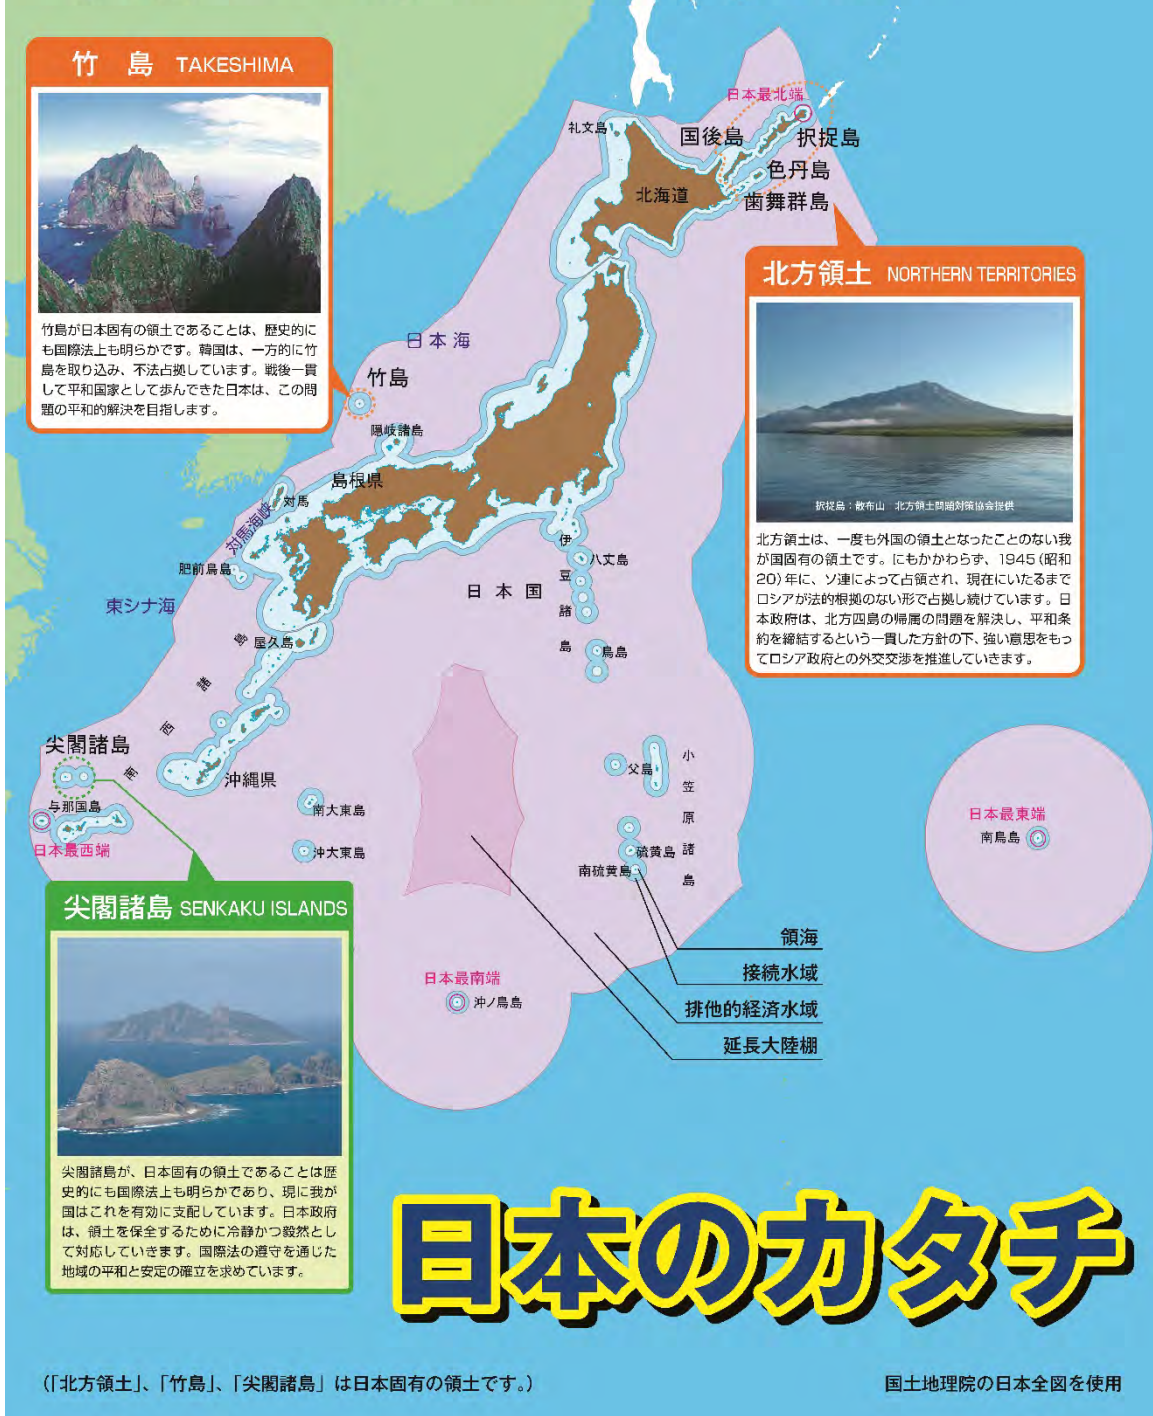 竹 島 TAKESHIMA
竹島が日本固有の領土であることは、歴史的に
も国際法上も明らかです。韓国は、一方的に竹
島を取り込み、不法占拠しています。戦後一貫
して平和国家として歩んできた日本は、この問
題の平和的解決を目指します。
日本最北端
礼文島
国後島
択捉島
色丹島
北海道
歯舞群島
北方領土 NORTHERN TERRITORIES
択捉島：散布山 北方領土問題対策協会提供
北方領土は、一度も外国の領土となったことのない我
が国固有の領土です。にもかかわらず、1945(昭和
20)年に、ソ連によって占領され、現在にいたるまで
ロシアが法的根拠のない形で占拠し続けています。日
本政府は、北方四島の帰属の問題を解決し、平和条
約を締結するという一貫した方針の下、強い意思をもっ
てロシア政府との外交交渉を推進していきます。
日本海
竹島
隠岐諸島
島根県
対馬
対馬海峡
肥前鳥島
東シナ海
日本国
伊豆諸島
八丈島
鳥島
屋久島
南西諸島
尖閣諸島
沖縄県
与那国島
日本最西端
南大東島
沖大東島
父島
小笠原諸島
硫黄島
南硫黄島
日本最東端
南鳥島
領海
接続水域
排他的経済水域
延長大陸棚
日本最南端
沖ノ鳥島
尖閣諸島 SENKAKU ISLANDS
尖閣諸島が、日本固有の領土であることは歴
史的にも国際法上も明らかであり、現に我が
国はこれを有効に支配しています。日本政府
は、領土を保全するために冷静かつ毅然とし
て対応していきます。国際法の遵守を通じた
地域の平和と安定の確立を求めています。
日本のカタチ
(「北方領土」、「竹島」、「尖閣諸島」は日本固有の領土です。)
国土地理院の日本全図を使用